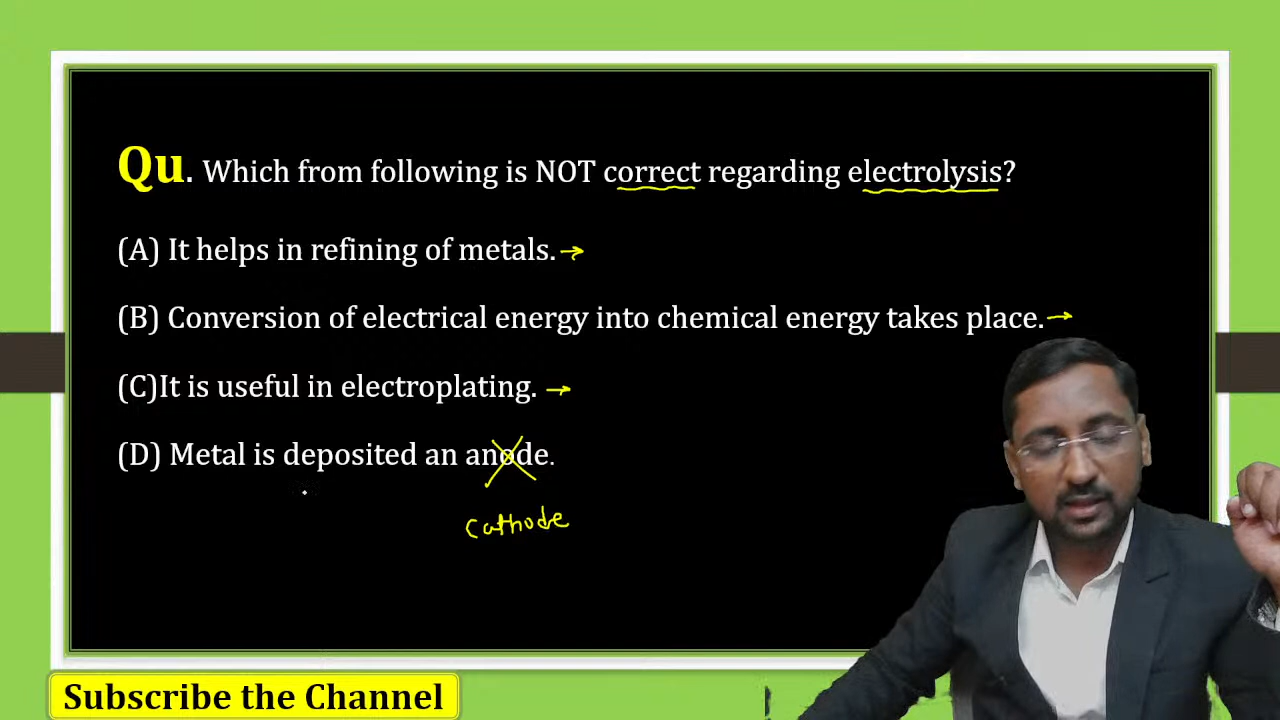 Qu. Which from following is NOT correct regarding electrolysis?
(A) It helps in refining of metals.
(B) Conversion of electrical energy into chemical energy takes place.
(C)It is useful in electroplating.
(D) Metal is deposited an anode.
Cathode
Subscribe the Channel